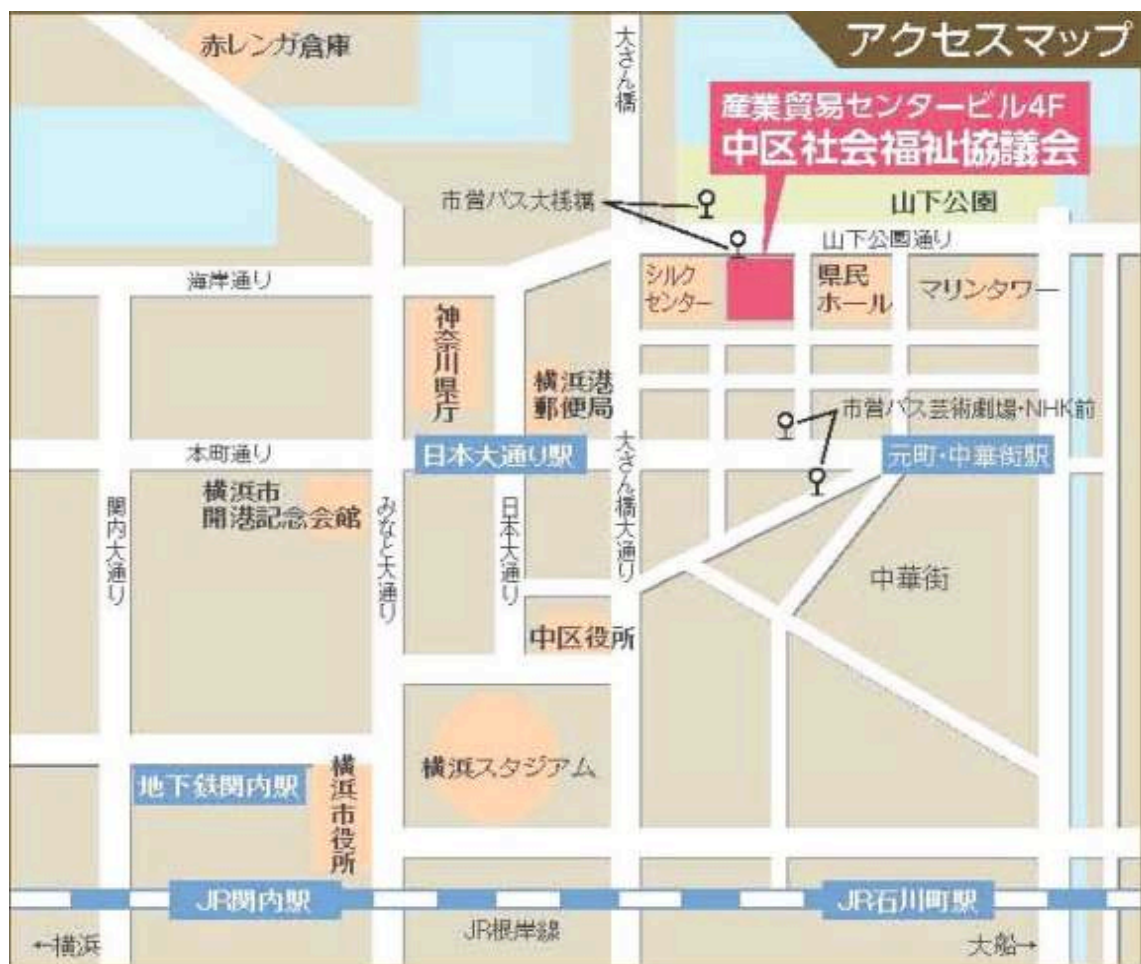 アクセスマップ
赤レンガ倉庫
大さん橋
産業貿易センタービル4F
中区社会福祉協議会
市営バス大桟橋
山下公園
山下公園通り
海岸通り
シルク
センター
県民
ホール
マリンタワー
神奈川県庁
横浜港
郵便局
市営バス芸術劇場・NHK前
本町通り
日本大通り駅
元町・中華街駅
横浜市
開港記念会館
関内大通り
みなと大通り
日本大通り
大さん橋大通り
中華街
中区役所
横浜スタジアム
地下鉄関内駅
横浜市役所
JR関内駅
JR石川町駅
JR根岸線
←横浜
大船→